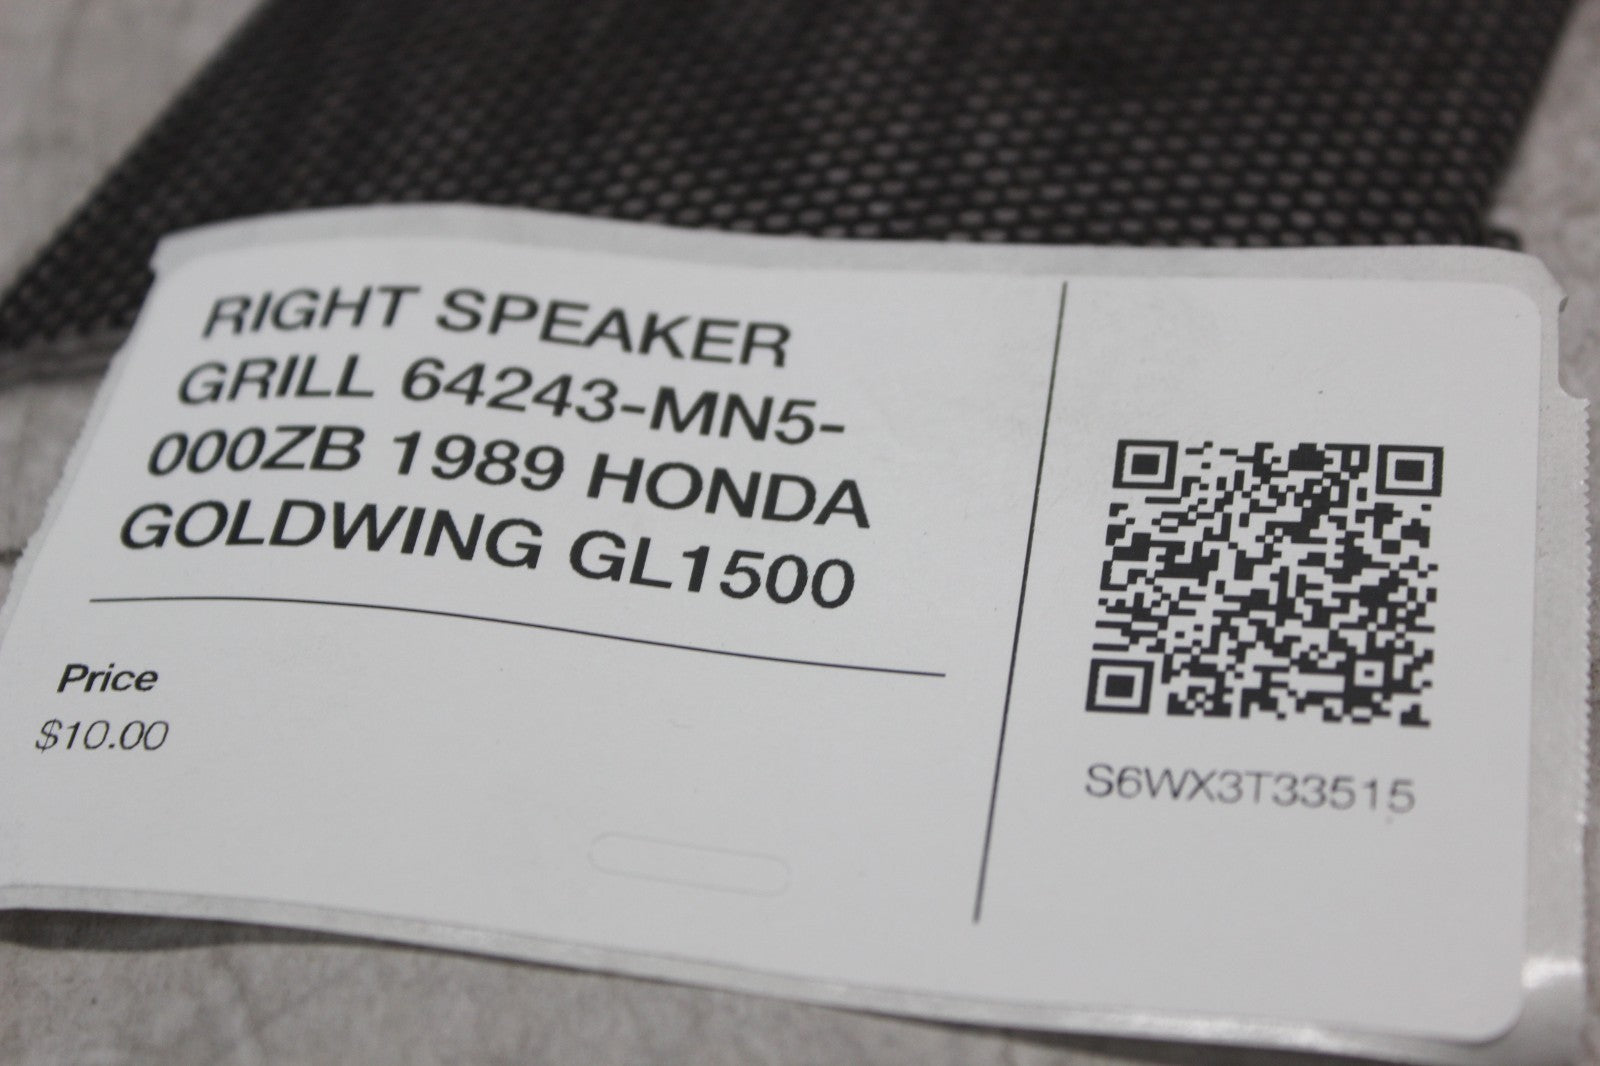 RIGHT SPEAKER
GRILL 64243-MN5-
000ZB 1989 HONDA
GOLDWING GL1500
Price
$10.00
S6WX3T33515